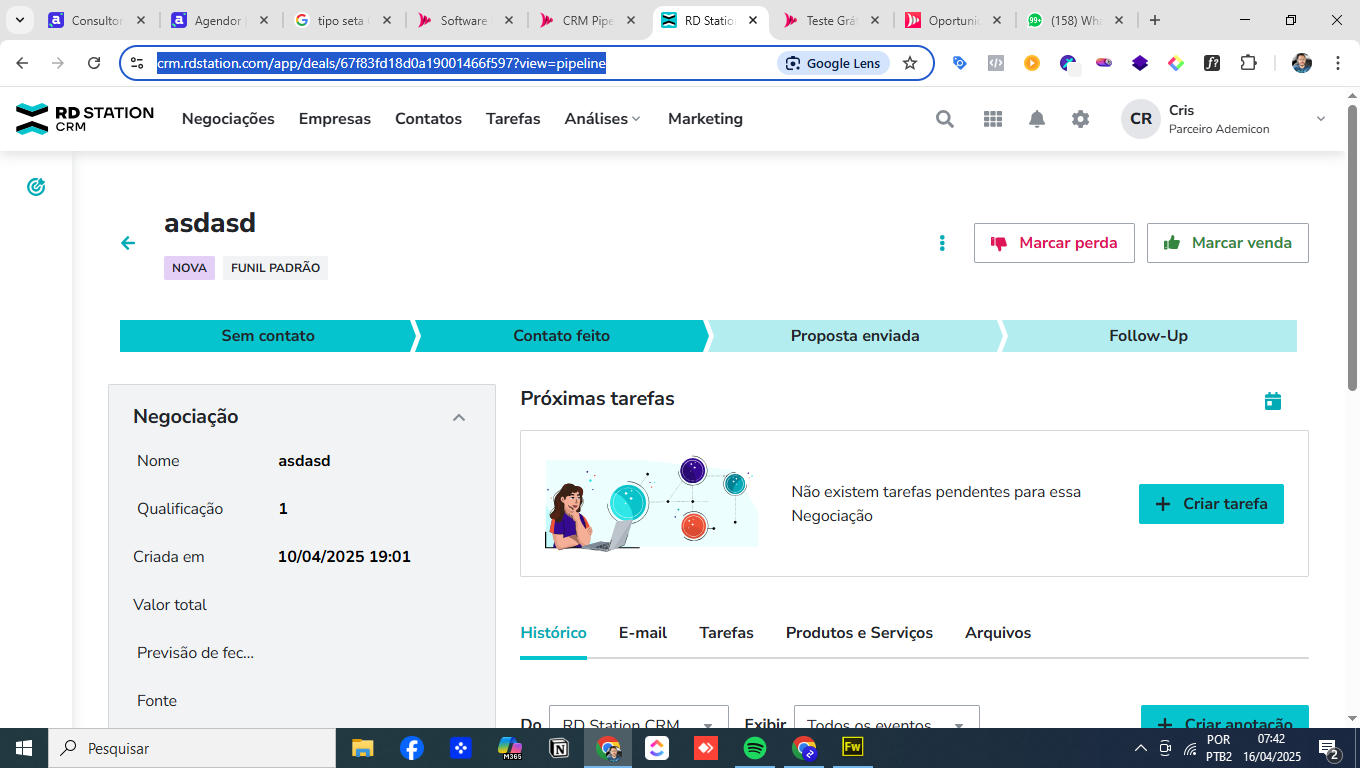 Consultor
Agendor
tipo seta
Software
CRM Pipe
RD Statio
Teste Grá
Oportuni
(158) Wha
crm.rdstation.com/app/deals/67f83fd18d0a19001466f597?view=pipeline
Google Lens
RD STATION
CRM
Negociações
Empresas
Contatos
Tarefas
Análises
Marketing
CR
Cris
Parceiro Ademicon
asdasd
NOVA
FUNIL PADRÃO
Marcar perda
Marcar venda
Sem contato
Contato feito
Proposta enviada
Follow-Up
Negociação
Nome
asdasd
Qualificação
1
Criada em
10/04/2025 19:01
Valor total
Previsão de fec...
Fonte
Próximas tarefas
Não existem tarefas pendentes para essa
Negociação
+ Criar tarefa
Histórico
E-mail
Tarefas
Produtos e Serviços
Arquivos
Do
RD Station CRM
Exibir
Todos os eventos
+ Criar anotação
Pesquisar
M365
Fw
POR
PTB2
07:42
16/04/2025
2